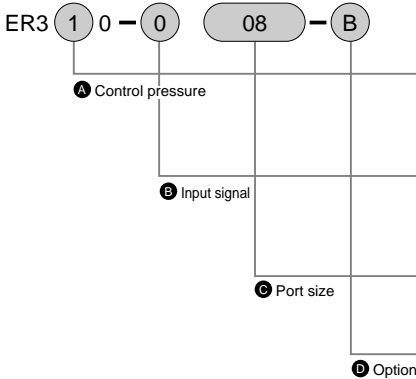 ER3 1 0 - 0 08 - B
A Control pressure
B Input signal
C Port size
D Option